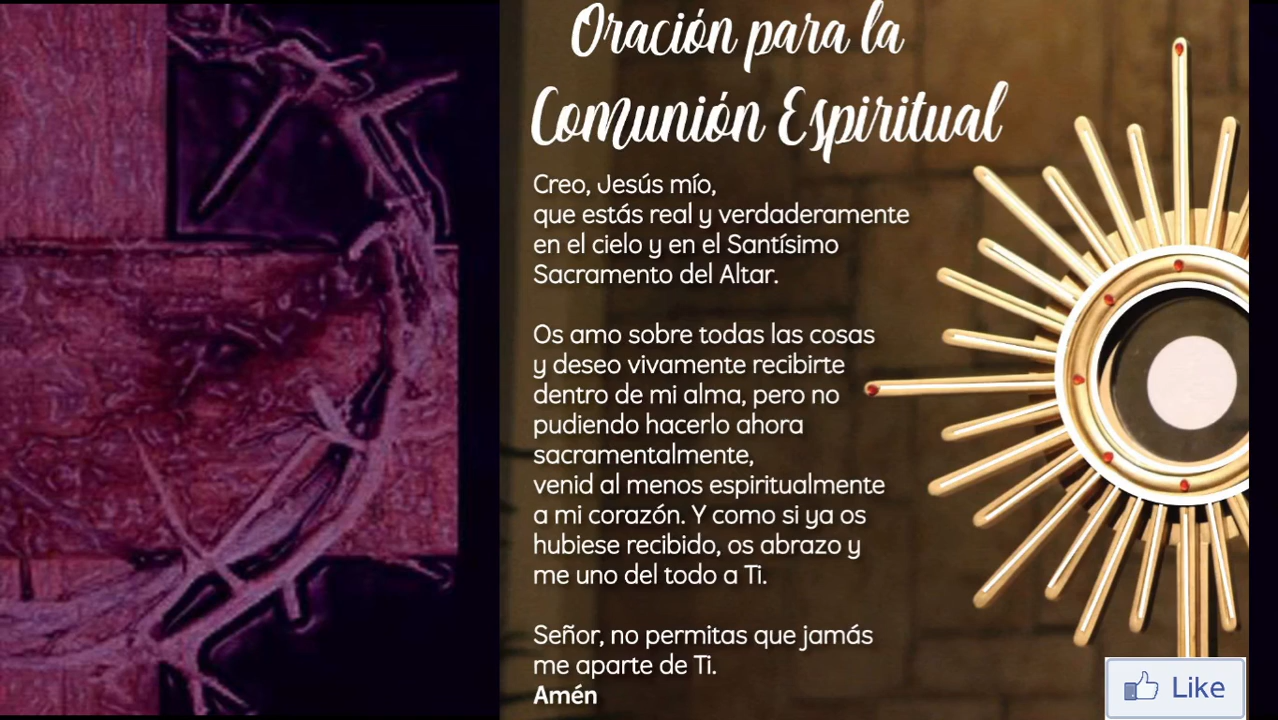 Oración para la
Comunión Espiritual
Creo, Jesús mío,
que estás real y verdaderamente
en el cielo y en el Santísimo
Sacramento del Altar.
Os amo sobre todas las cosas
y deseo vivamente recibirte
dentro de mi alma, pero no
pudiendo hacerlo ahora
sacramentalmente,
venid al menos espiritualmente
a mi corazón. Y como si ya os
hubiese recibido, os abrazo y
me uno del todo a Ti.
Señor, no permitas que jamás
me aparte de Ti.
Amén
Like